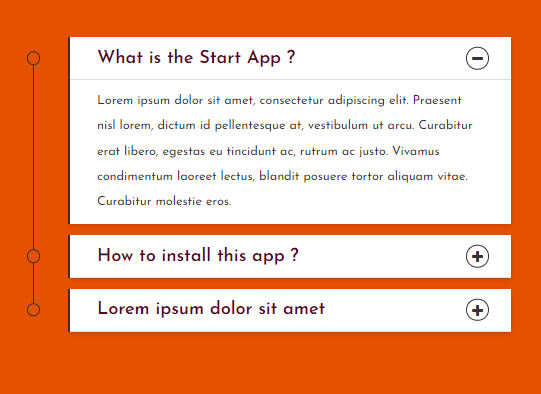 What is the Start App ?
Lorem ipsum dolor sit amet, consectetur adipiscing elit. Praesent
nisl lorem, dictum id pellentesque at, vestibulum ut arcu. Curabitur
erat libero, egestas eu tincidunt ac, rutrum ac justo. Vivamus
condimentum laoreet lectus, blandit posuere tortor aliquam vitae.
Curabitur molestie eros.
How to install this app ?
Lorem ipsum dolor sit amet